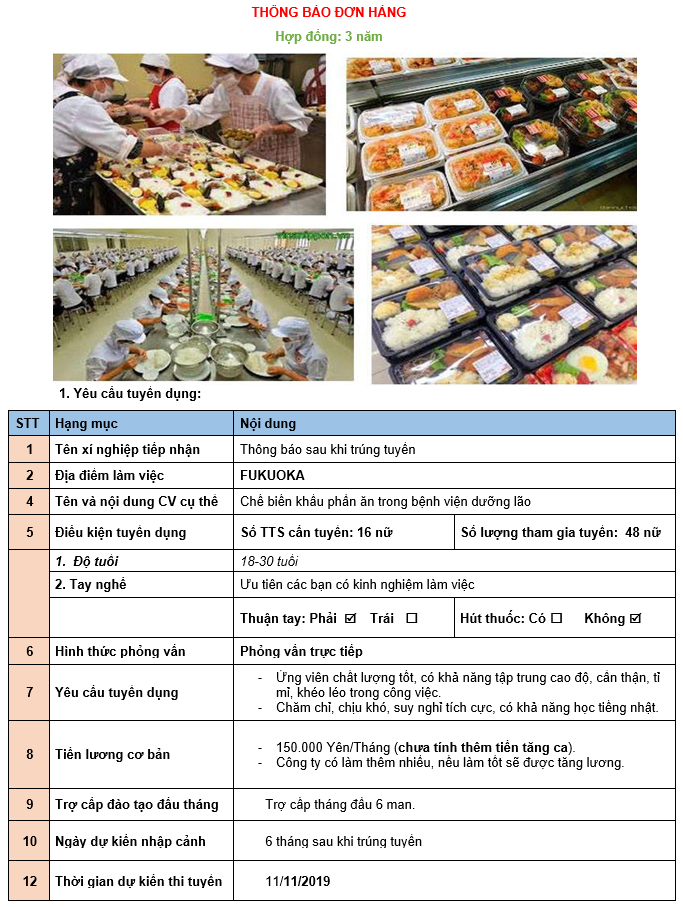 THÔNG BÁO ĐƠN HÀNG
Hợp đồng: 3 năm
1. Yêu cầu tuyển dụng:
STT Hạng mục Nội dung
1 Tên xí nghiệp tiếp nhận Thông báo sau khi trúng tuyển
2 Địa điểm làm việc FUKUOKA
4 Tên và nội dung CV cụ thể Chế biến khẩu phần ăn trong bệnh viện dưỡng lão
5 Điều kiện tuyển dụng Số TTS cần tuyển: 16 nữ Số lượng tham gia tuyển: 48 nữ
1. Độ tuổi 18-30 tuổi
2. Tay nghề Ưu tiên các bạn có kinh nghiệm làm việc
Thuận tay: Phải ☑ Trái ☐ Hút thuốc: Có ☐ Không ☑
6 Hình thức phỏng vấn Phỏng vấn trực tiếp
7 Yêu cầu tuyển dụng
- Ứng viên chất lượng tốt, có khả năng tập trung cao độ, cẩn thận, tỉ
mỉ, khéo léo trong công việc.
- Chăm chỉ, chịu khó, suy nghĩ tích cực, có khả năng học tiếng nhật.
8 Tiền lương cơ bản
- 150.000 Yên/Tháng (chưa tính thêm tiền tăng ca).
- Công ty có làm thêm nhiều, nếu làm tốt sẽ được tăng lương.
9 Trợ cấp đào tạo đầu tháng Trợ cấp tháng đầu 6 man.
10 Ngày dự kiến nhập cảnh 6 tháng sau khi trúng tuyển
12 Thời gian dự kiến thi tuyển 11/11/2019